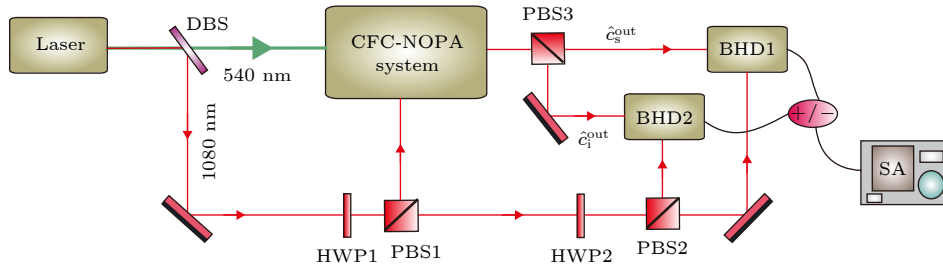 DBS
PBS3
Laser
CFC-NOPA
system
ĉ_s^out
BHD1
540 nm
BHD2
+/−
ĉ_i^out
1080 nm
SA
HWP1
PBS1
HWP2
PBS2